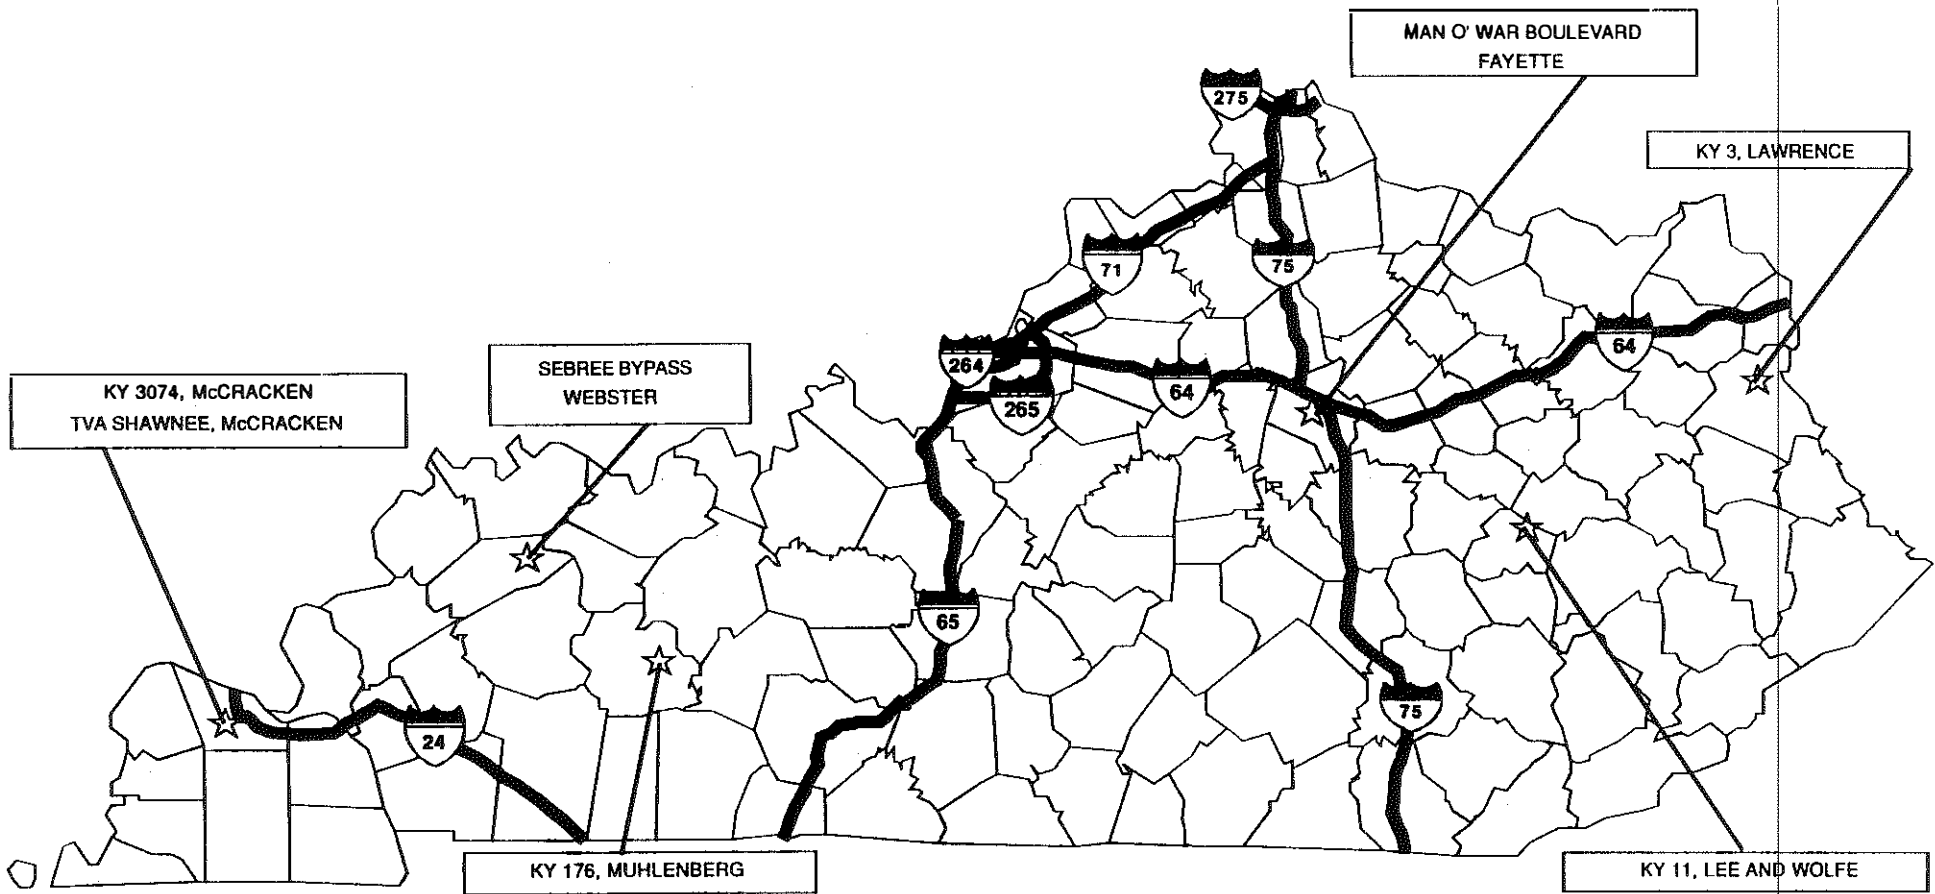 MAN O' WAR BOULEVARD
FAYETTE
275
KY 3, LAWRENCE
71
75
64
SEBREE BYPASS
WEBSTER
264
64
265
KY 3074, McCRACKEN
TVA SHAWNEE, McCRACKEN
65
75
24
KY 176, MUHLENBERG
KY 11, LEE AND WOLFE